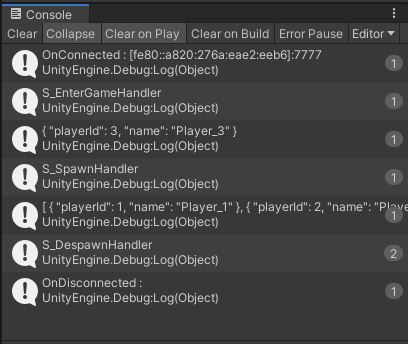 Console
Clear Collapse Clear on Play Clear on Build Error Pause Editor
OnConnected : [fe80::a820:276a:eae2:eeb6]:7777
UnityEngine.Debug:Log(Object)
1
S_EnterGameHandler
UnityEngine.Debug:Log(Object)
1
{ "playerId": 3, "name": "Player_3" }
UnityEngine.Debug:Log(Object)
1
S_SpawnHandler
UnityEngine.Debug:Log(Object)
1
[ { "playerId": 1, "name": "Player_1" }, { "playerId": 2, "name": "Playe
UnityEngine.Debug:Log(Object)
1
S_DespawnHandler
UnityEngine.Debug:Log(Object)
2
OnDisconnected :
UnityEngine.Debug:Log(Object)
1